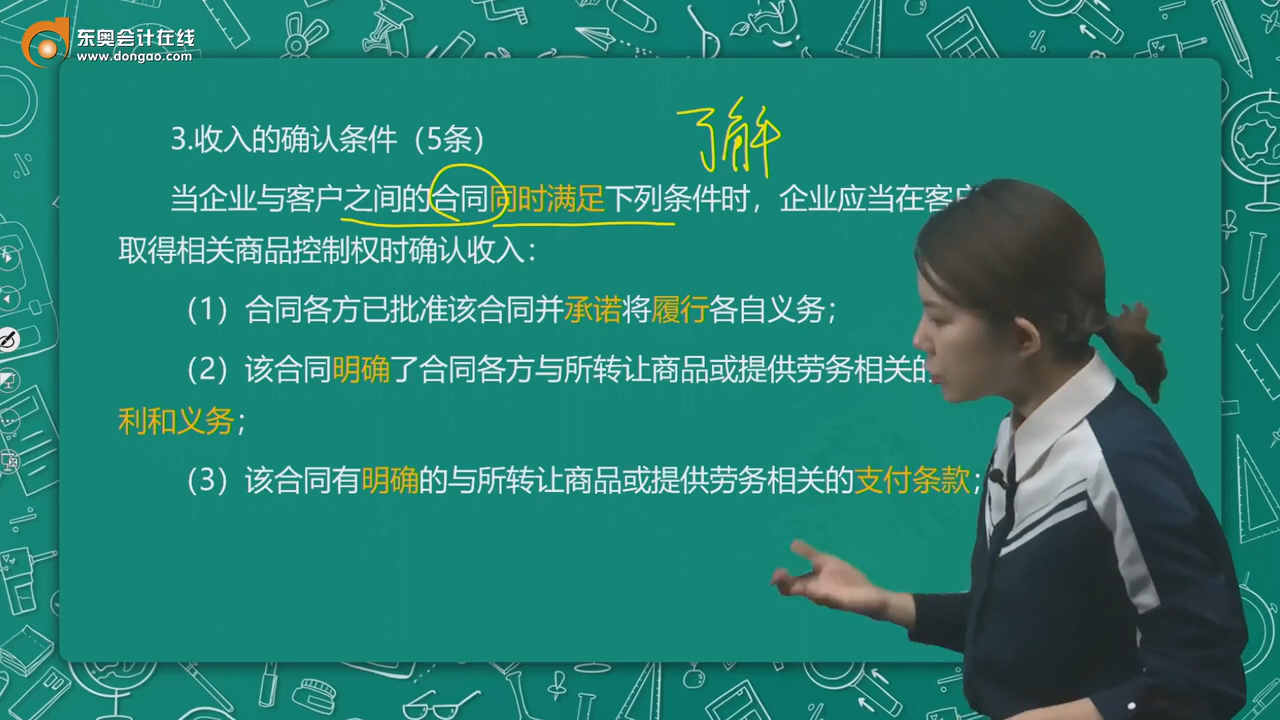 东奥会计在线
www.dongao.com
3.收入的确认条件（5条）
了解
当企业与客户之间的合同同时满足下列条件时，企业应当在客户
取得相关商品控制权时确认收入：
（1）合同各方已批准该合同并承诺将履行各自义务；
（2）该合同明确了合同各方与所转让商品或提供劳务相关的
利和义务；
（3）该合同有明确的与所转让商品或提供劳务相关的支付条款；